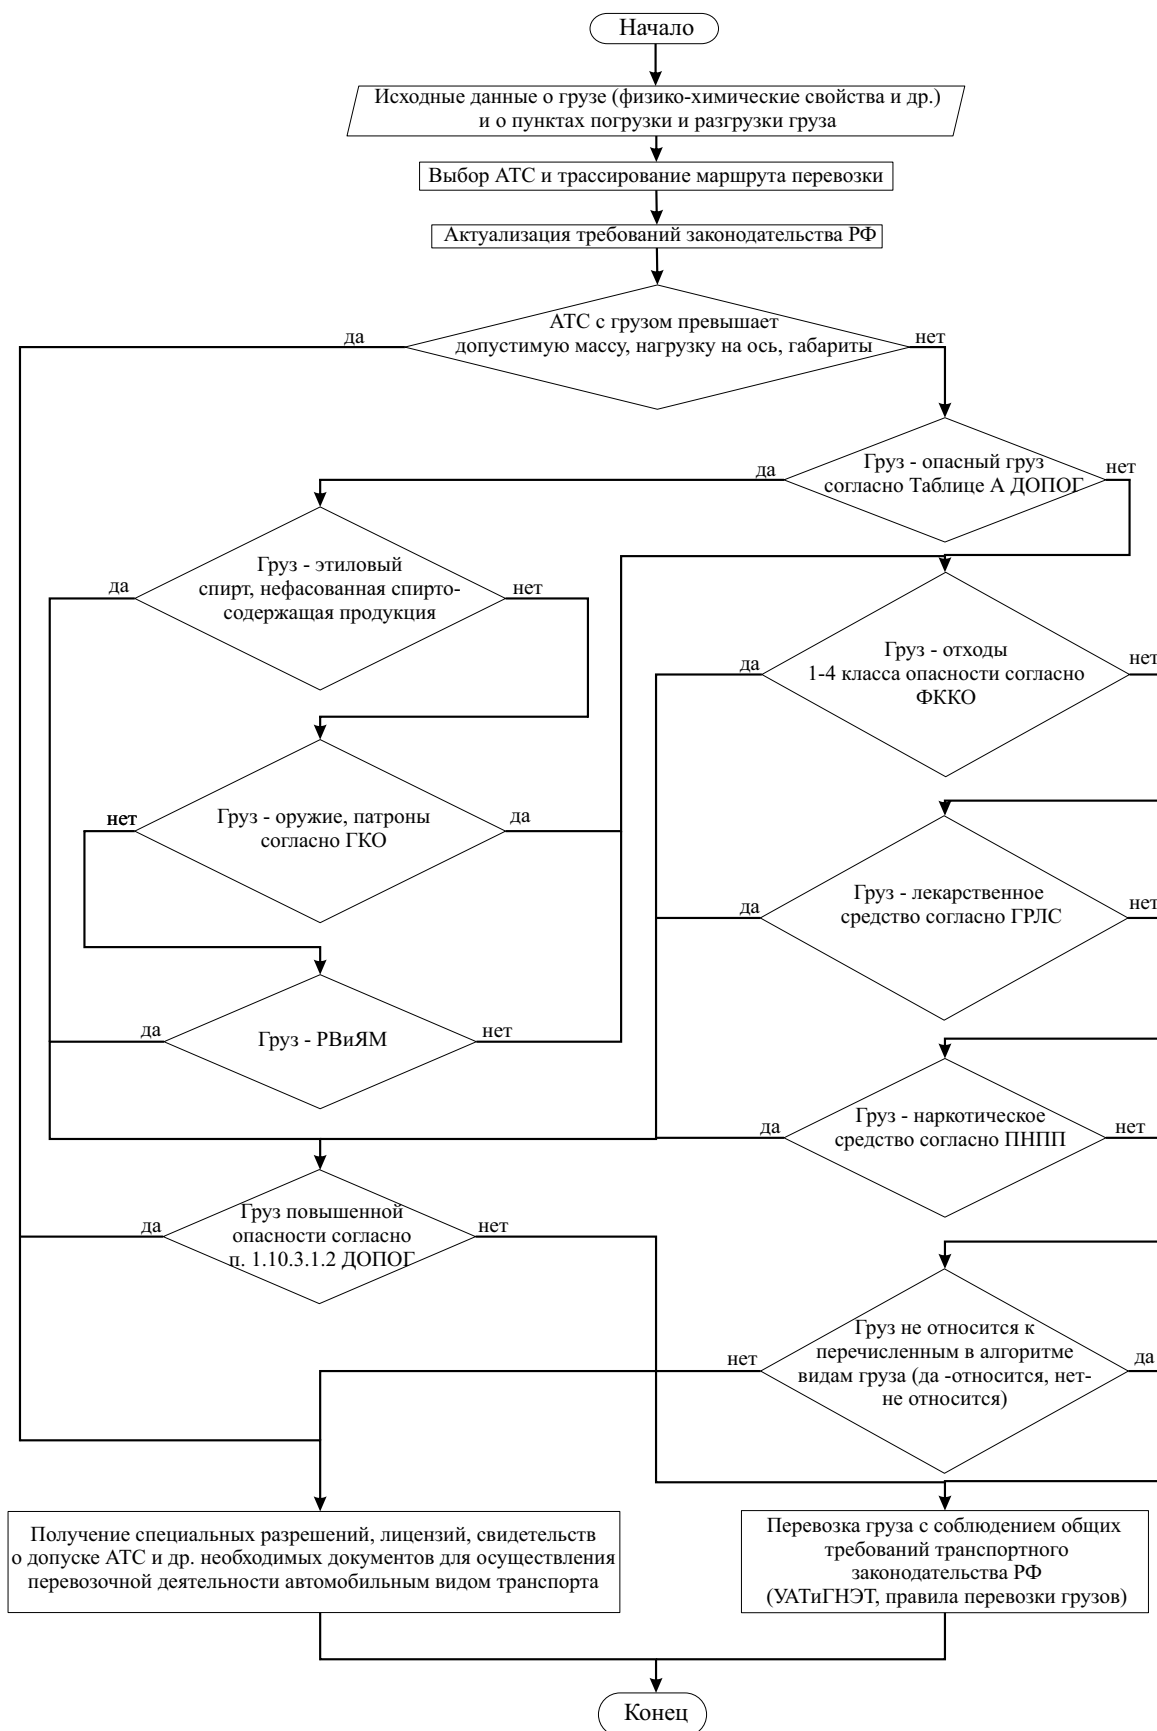 Начало
Исходные данные о грузе (физико-химические свойства и др.)
и о пунктах погрузки и разгрузки груза
Выбор АТС и трассирование маршрута перевозки
Актуализация требований законодательства РФ
АТС с грузом превышает
допустимую массу, нагрузку на ось, габариты
да
нет
Груз - опасный груз
согласно Таблице А ДОПОГ
да
нет
Груз - этиловый
спирт, нефасованная спирто-
содержащая продукция
да
нет
Груз - отходы
1-4 класса опасности согласно
ФККО
да
нет
Груз - оружие, патроны
согласно ГКО
нет
да
Груз - лекарственное
средство согласно ГРЛС
да
нет
Груз - РВиЯМ
да
нет
Груз - наркотическое
средство согласно ПНПП
да
нет
Груз повышенной
опасности согласно
п. 1.10.3.1.2 ДОПОГ
да
нет
Груз не относится к
перечисленным в алгоритме
видам груза (да -относится, нет-
не относится)
нет
да
Получение специальных разрешений, лицензий, свидетельств
о допуске АТС и др. необходимых документов для осуществления
перевозочной деятельности автомобильным видом транспорта
Перевозка груза с соблюдением общих
требований транспортного
законодательства РФ
(УАТиГНЭТ, правила перевозки грузов)
Конец